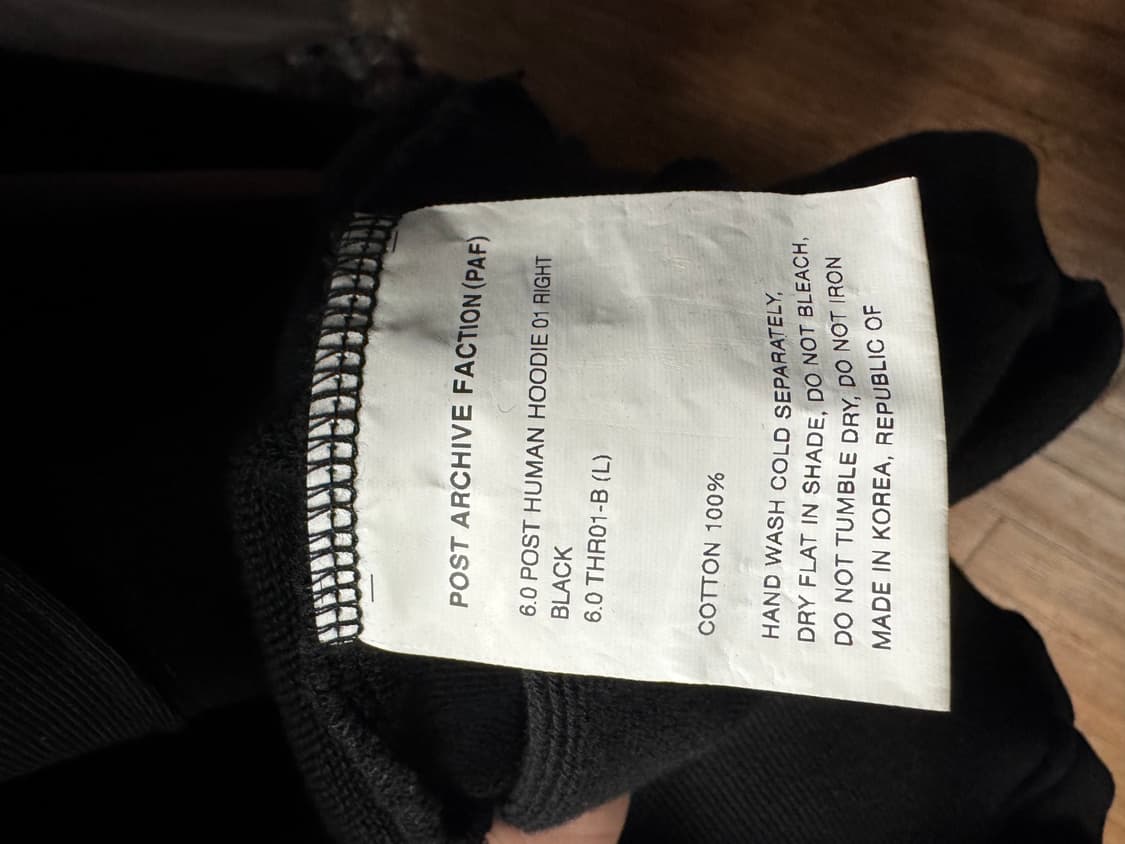 POST ARCHIVE FACTION (PAF)
6.0 POST HUMAN HOODIE 01 RIGHT
BLACK
6.0 THR01-B (L)
COTTON 100%
HAND WASH COLD SEPARATELY,
DRY FLAT IN SHADE, DO NOT BLEACH,
DO NOT TUMBLE DRY, DO NOT IRON
MADE IN KOREA, REPUBLIC OF